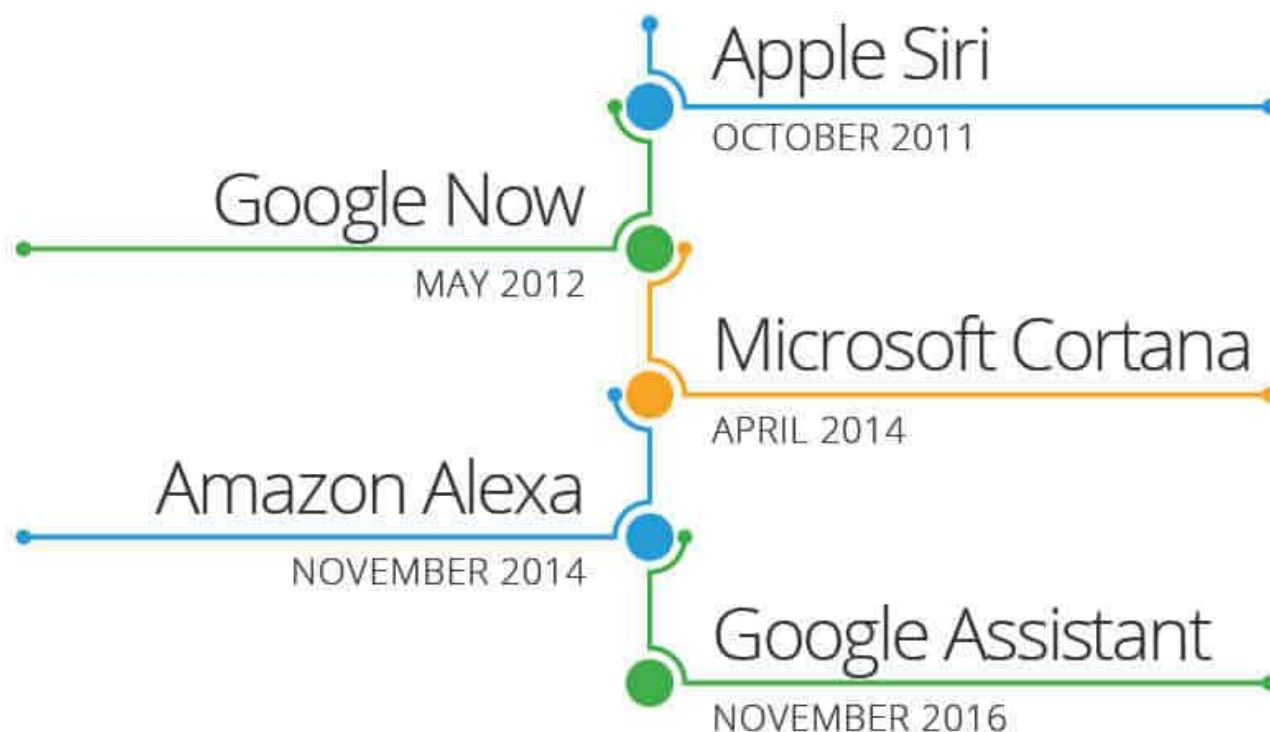 Apple Siri
OCTOBER 2011
Google Now
MAY 2012
Microsoft Cortana
APRIL 2014
Amazon Alexa
NOVEMBER 2014
Google Assistant
NOVEMBER 2016